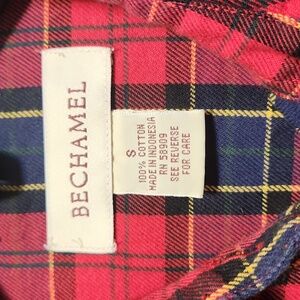 BECHAMEL
S
100% COTTON
MADE IN INDONESIA
RN 58909
SEE REVERSE
FOR CARE